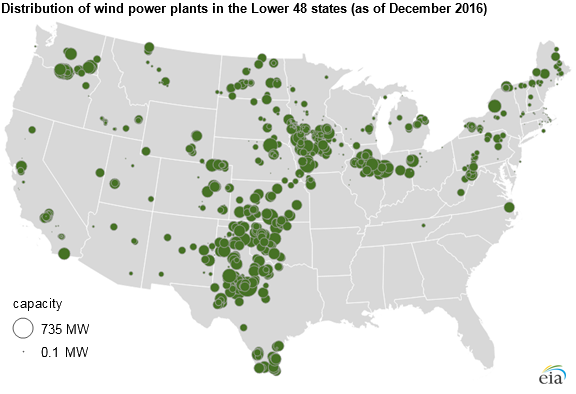 Distribution of wind power plants in the Lower 48 states (as of December 2016)
capacity
735 MW
0.1 MW
eia